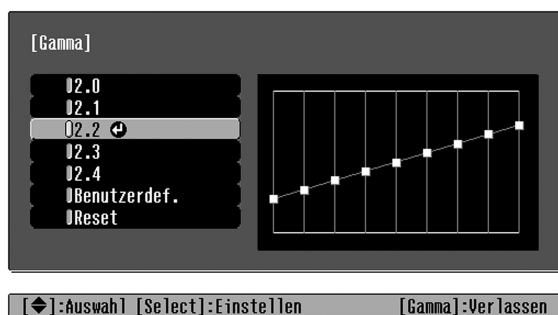 [Gamma]
2.0
2.1
2.2
2.3
2.4
Benutzerdef.
Reset
[◆]:Auswahl [Select]:Einstellen [Gamma]:Verlassen